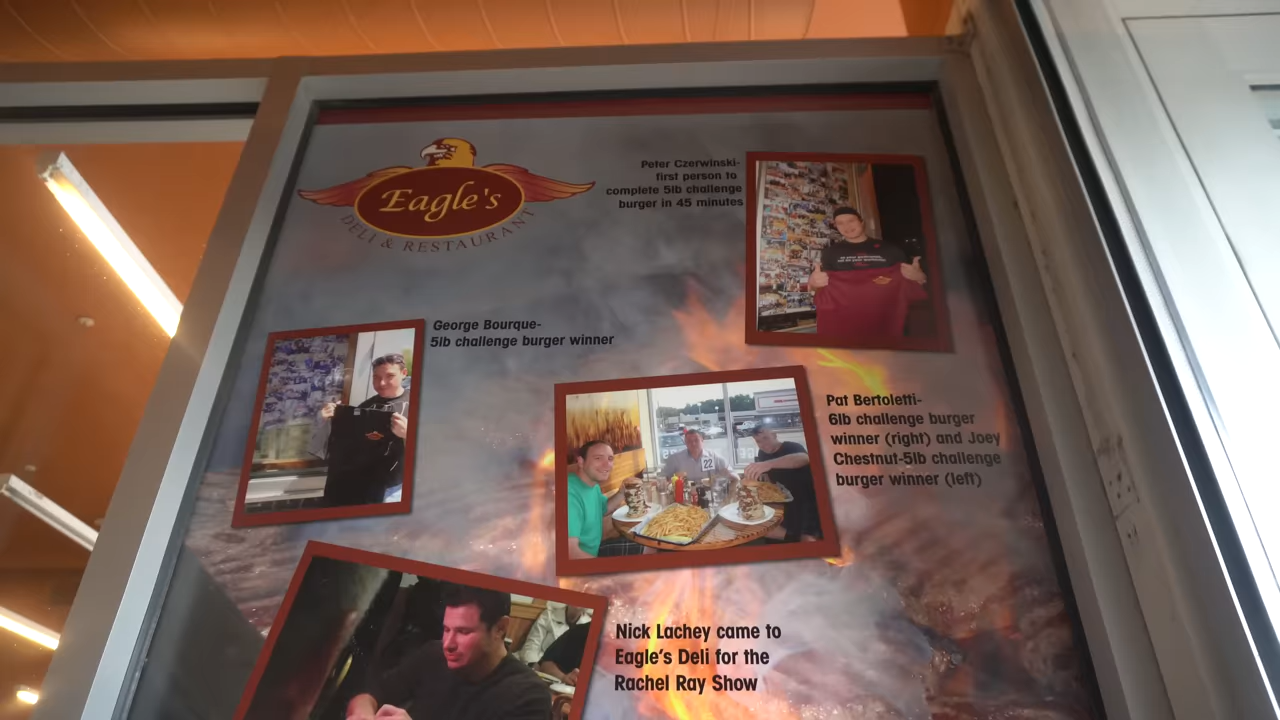 Eagle's
DELI & RESTAURANT
Peter Czerwinski-
first person to
complete 5lb challenge
burger in 45 minutes
George Bourque-
5lb challenge burger winner
Pat Bertoletti-
6lb challenge burger
winner (right) and Joey
Chestnut-5lb challenge
burger winner (left)
22
Nick Lachey came to
Eagle's Deli for the
Rachel Ray Show